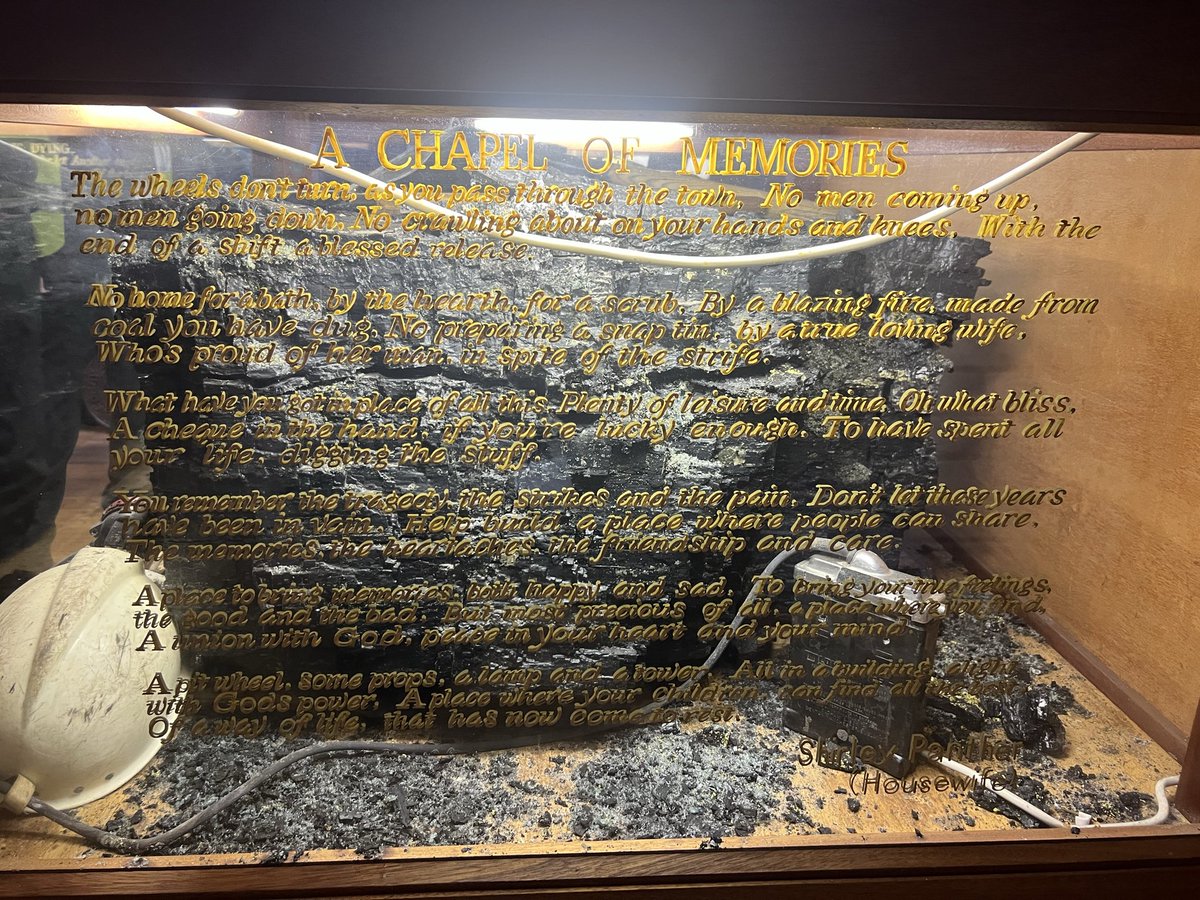 DYING.
A CHAPEL OF MEMORIES
The wheels don't turn, as you pass through the town, No men coming up,
no men going down. No crawling about on your hands and knees. With the
end of a shift a blessed release.
No home for a bath, by the hearth, for a scrub. By a blazing fire, made from
coal you have dug. No preparing a snap tin, by a true loving wife,
Who's proud of her man, in spite of the strife.
What have you got in place of all this. Plenty of leisure and time, Oh what bliss,
A cheque in the hand, if you're lucky enough. To have spent all
your life, digging the stuff.
You remember the tragedy, the strikes and the pain. Don't let these years
have been in vain. Help build a place where people can share,
The memories, the heartaches, the friendship and care.
A place to bring memories, both happy and sad, To bring your true feelings,
the good and the bad. But most precious of all, a place where you find,
A union with God, peace in your heart and your mind.
A pit wheel, some props, a lamp and a tower, All in a building, alight
with Gods power. A place where your children, can find all the
Of a way of life, that has now come to rest.
Shirley Panther
(Housewife)